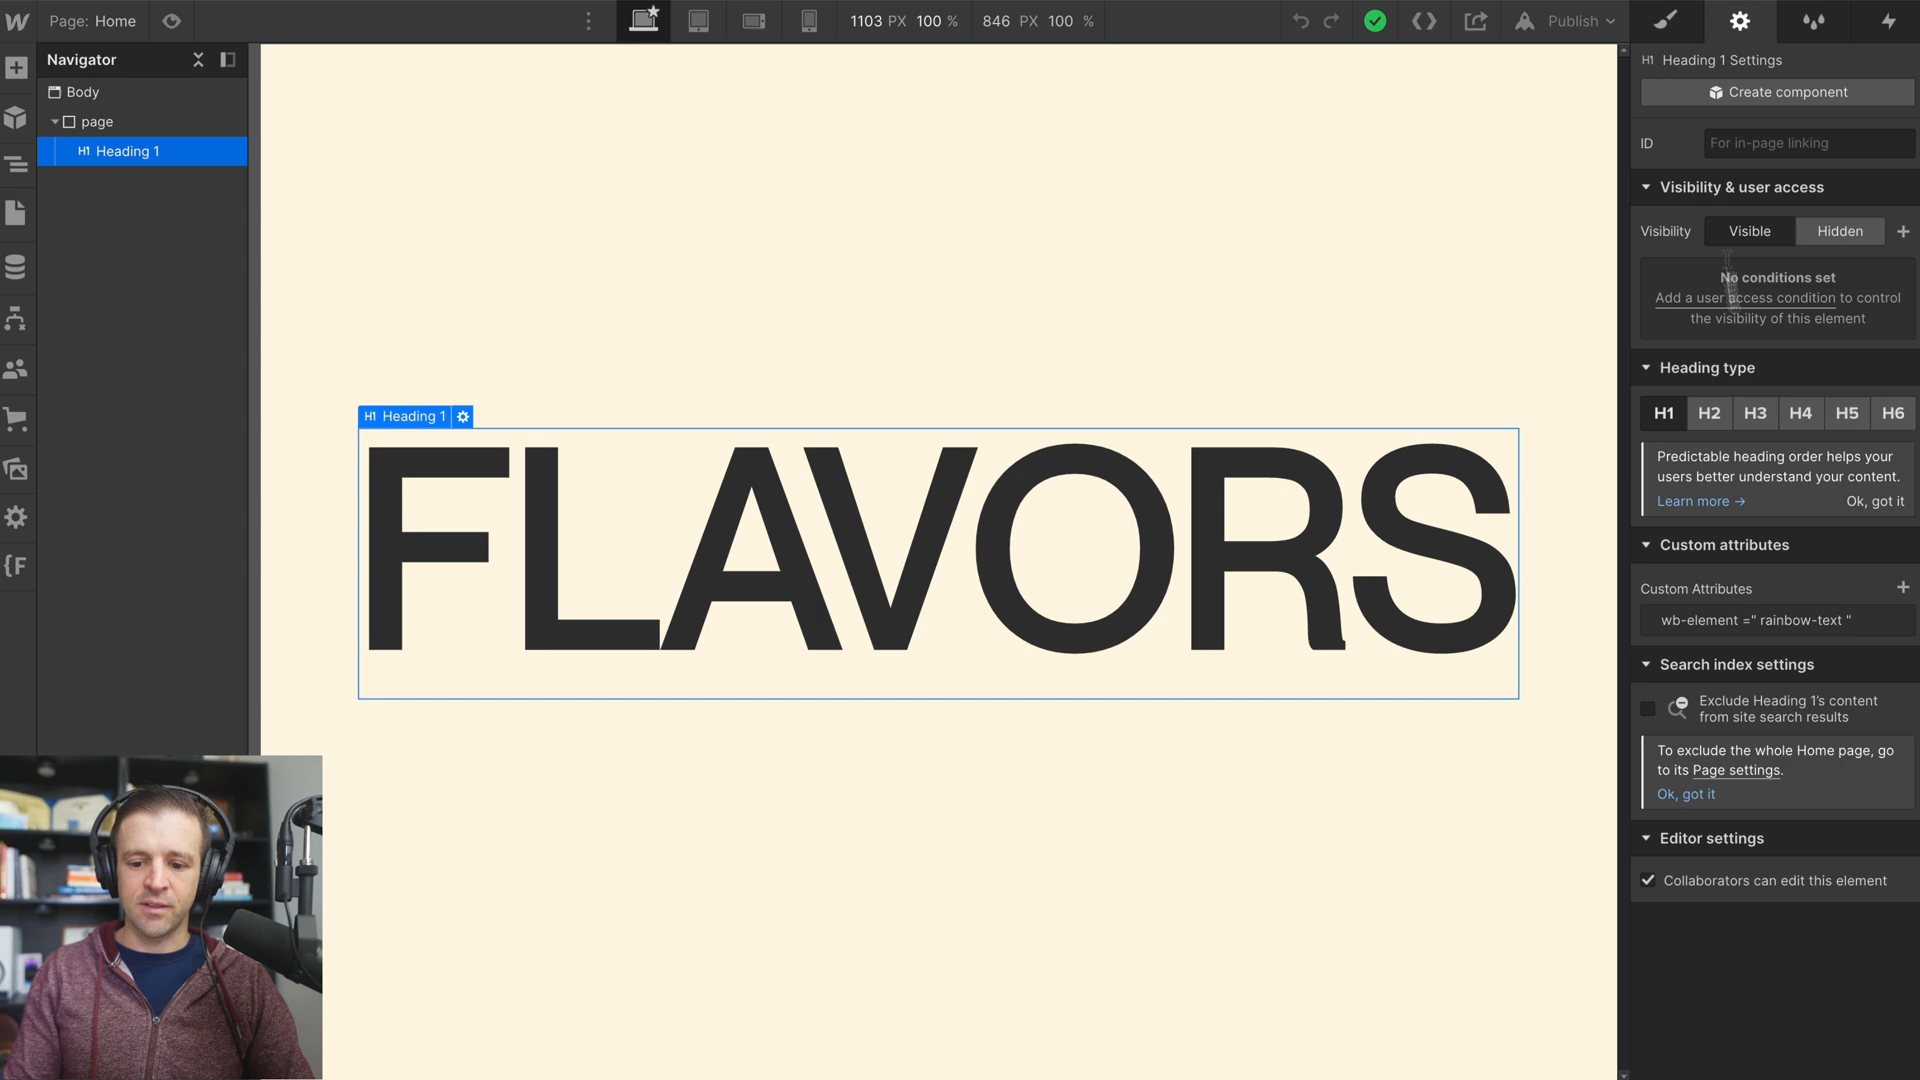 Page: Home
1103 PX 100 %
846 PX 100 %
Publish
Navigator
Body
page
H1 Heading 1
H1 Heading 1
FLAVORS
{F
H1 Heading 1 Settings
Create component
ID For in-page linking
Visibility & user access
Visibility Visible Hidden
No conditions set
Add a user access condition to control
the visibility of this element
Heading type
H1 H2 H3 H4 H5 H6
Predictable heading order helps your
users better understand your content.
Learn more → Ok, got it
Custom attributes
Custom Attributes
wb-element =" rainbow-text "
Search index settings
Exclude Heading 1's content
from site search results
To exclude the whole Home page, go
to its Page settings.
Ok, got it
Editor settings
Collaborators can edit this element